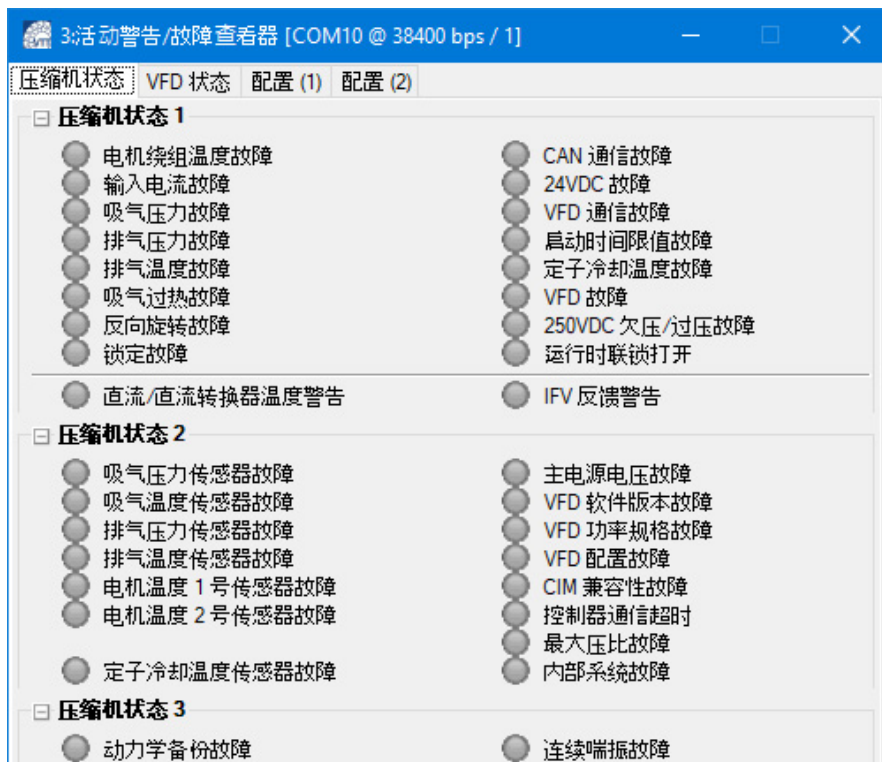 3:活动警告/故障查看器 [COM10 @ 38400 bps / 1]
压缩机状态 VFD 状态 配置 (1) 配置 (2)
压缩机状态 1
电机绕组温度故障 CAN 通信故障
输入电流故障 24VDC 故障
吸气压力故障 VFD 通信故障
排气压力故障 启动时间限值故障
排气温度故障 定子冷却温度故障
吸气过热故障 VFD 故障
反向旋转故障 250VDC 欠压/过压故障
锁定故障 运行时联锁打开
直流/直流转换器温度警告 IFV 反馈警告
压缩机状态 2
吸气压力传感器故障 主电源电压故障
吸气温度传感器故障 VFD 软件版本故障
排气压力传感器故障 VFD 功率规格故障
排气温度传感器故障 VFD 配置故障
电机温度 1 号传感器故障 CIM 兼容性故障
电机温度 2 号传感器故障 控制器通信超时
最大压比故障
定子冷却温度传感器故障 内部系统故障
压缩机状态 3
动力学备份故障 连续喘振故障